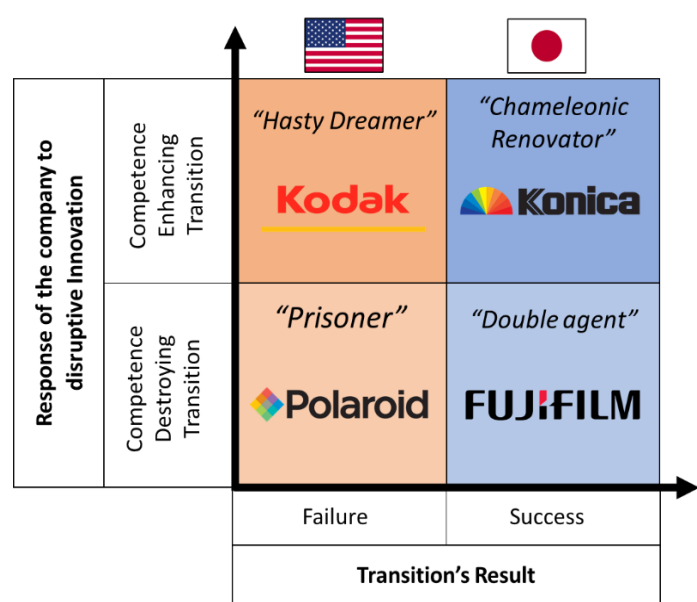 Response of the company to
disruptive Innovation
Competence
Enhancing
Transition
Competence
Destroying
Transition
“Hasty Dreamer”
Kodak
“Chameleonic
Renovator”
Konica
“Prisoner”
Polaroid
“Double agent”
FUJIFILM
Failure
Success
Transition’s Result